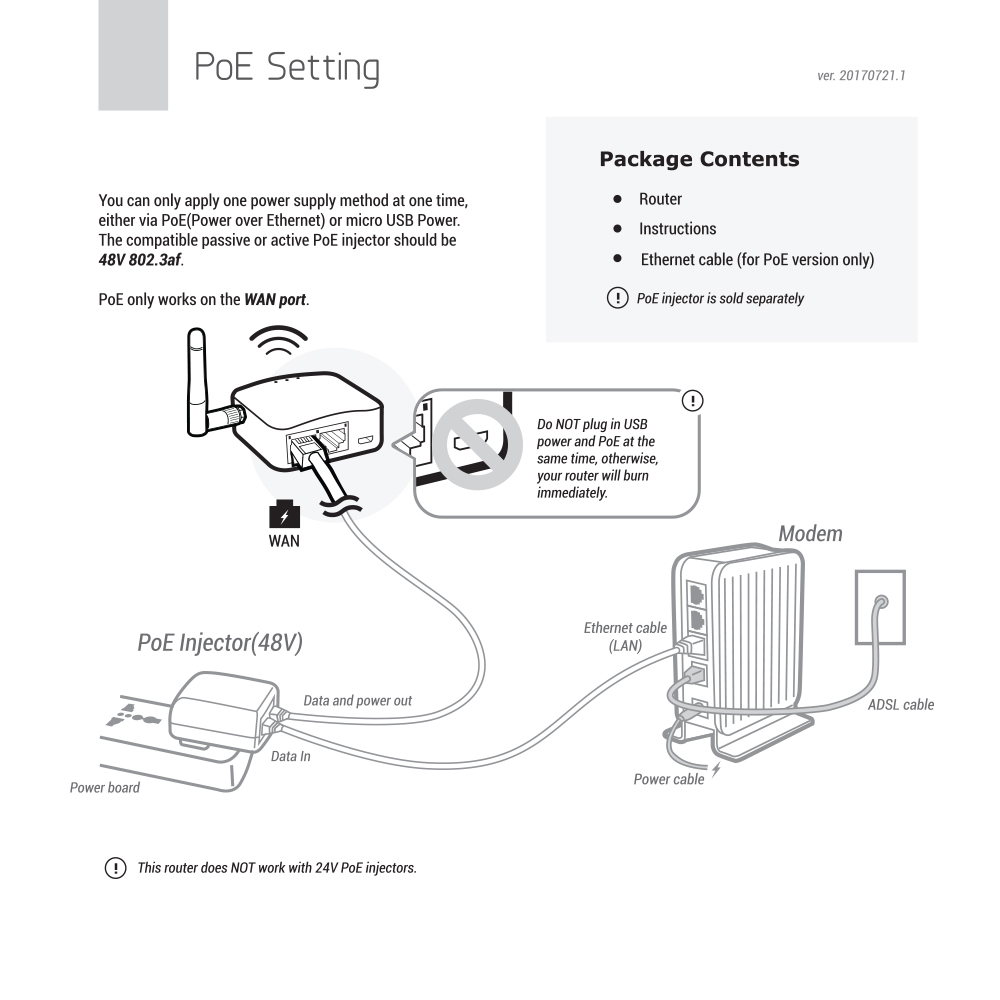 PoE Setting
ver. 20170721.1
You can only apply one power supply method at one time,
either via PoE(Power over Ethernet) or micro USB Power.
The compatible passive or active PoE injector should be
48V 802.3af.
PoE only works on the WAN port.
Package Contents
● Router
● Instructions
● Ethernet cable (for PoE version only)
! PoE injector is sold separately
!
Do NOT plug in USB
power and PoE at the
same time, otherwise,
your router will burn
immediately.
WAN
Modem
Ethernet cable
(LAN)
PoE Injector(48V)
Data and power out
ADSL cable
Data In
Power cable
Power board
! This router does NOT work with 24V PoE injectors.